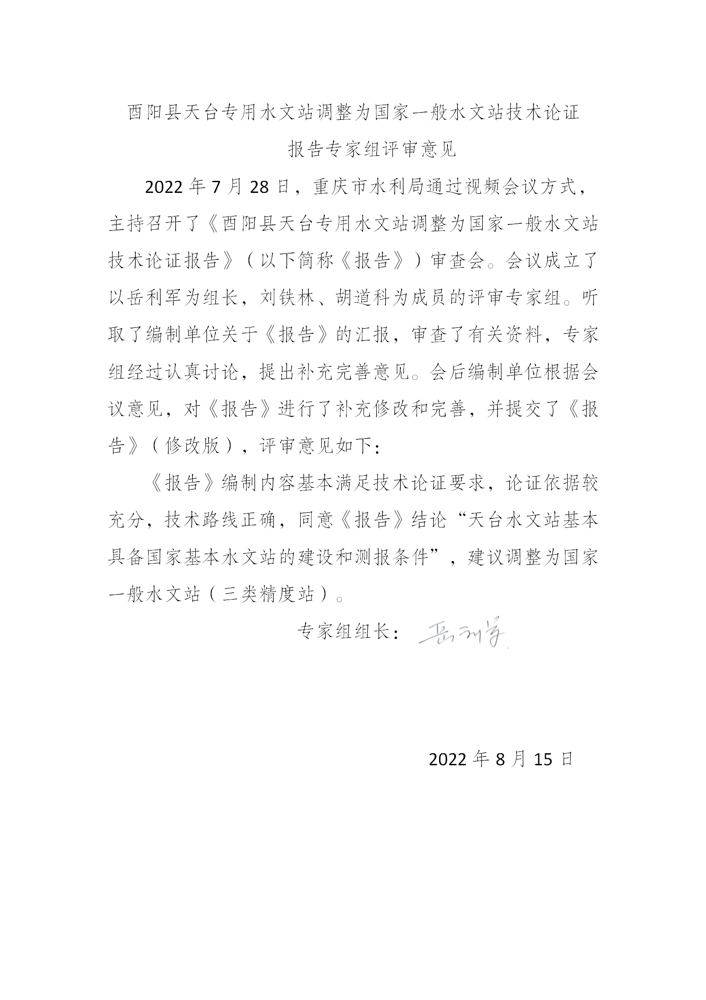 酉阳县天台专用水文站调整为国家一般水文站技术论证
报告专家组评审意见
2022 年 7 月 28 日，重庆市水利局通过视频会议方式，
主持召开了《酉阳县天台专用水文站调整为国家一般水文站
技术论证报告》（以下简称《报告》）审查会。会议成立了
以岳利军为组长，刘铁林、胡道科为成员的评审专家组。听
取了编制单位关于《报告》的汇报，审查了有关资料，专家
组经过认真讨论，提出补充完善意见。会后编制单位根据会
议意见，对《报告》进行了补充修改和完善，并提交了《报
告》（修改版），评审意见如下：
《报告》编制内容基本满足技术论证要求，论证依据较
充分，技术路线正确，同意《报告》结论“天台水文站基本
具备国家基本水文站的建设和测报条件”，建议调整为国家
一般水文站（三类精度站）。
专家组组长： 岳利军
2022 年 8 月 15 日